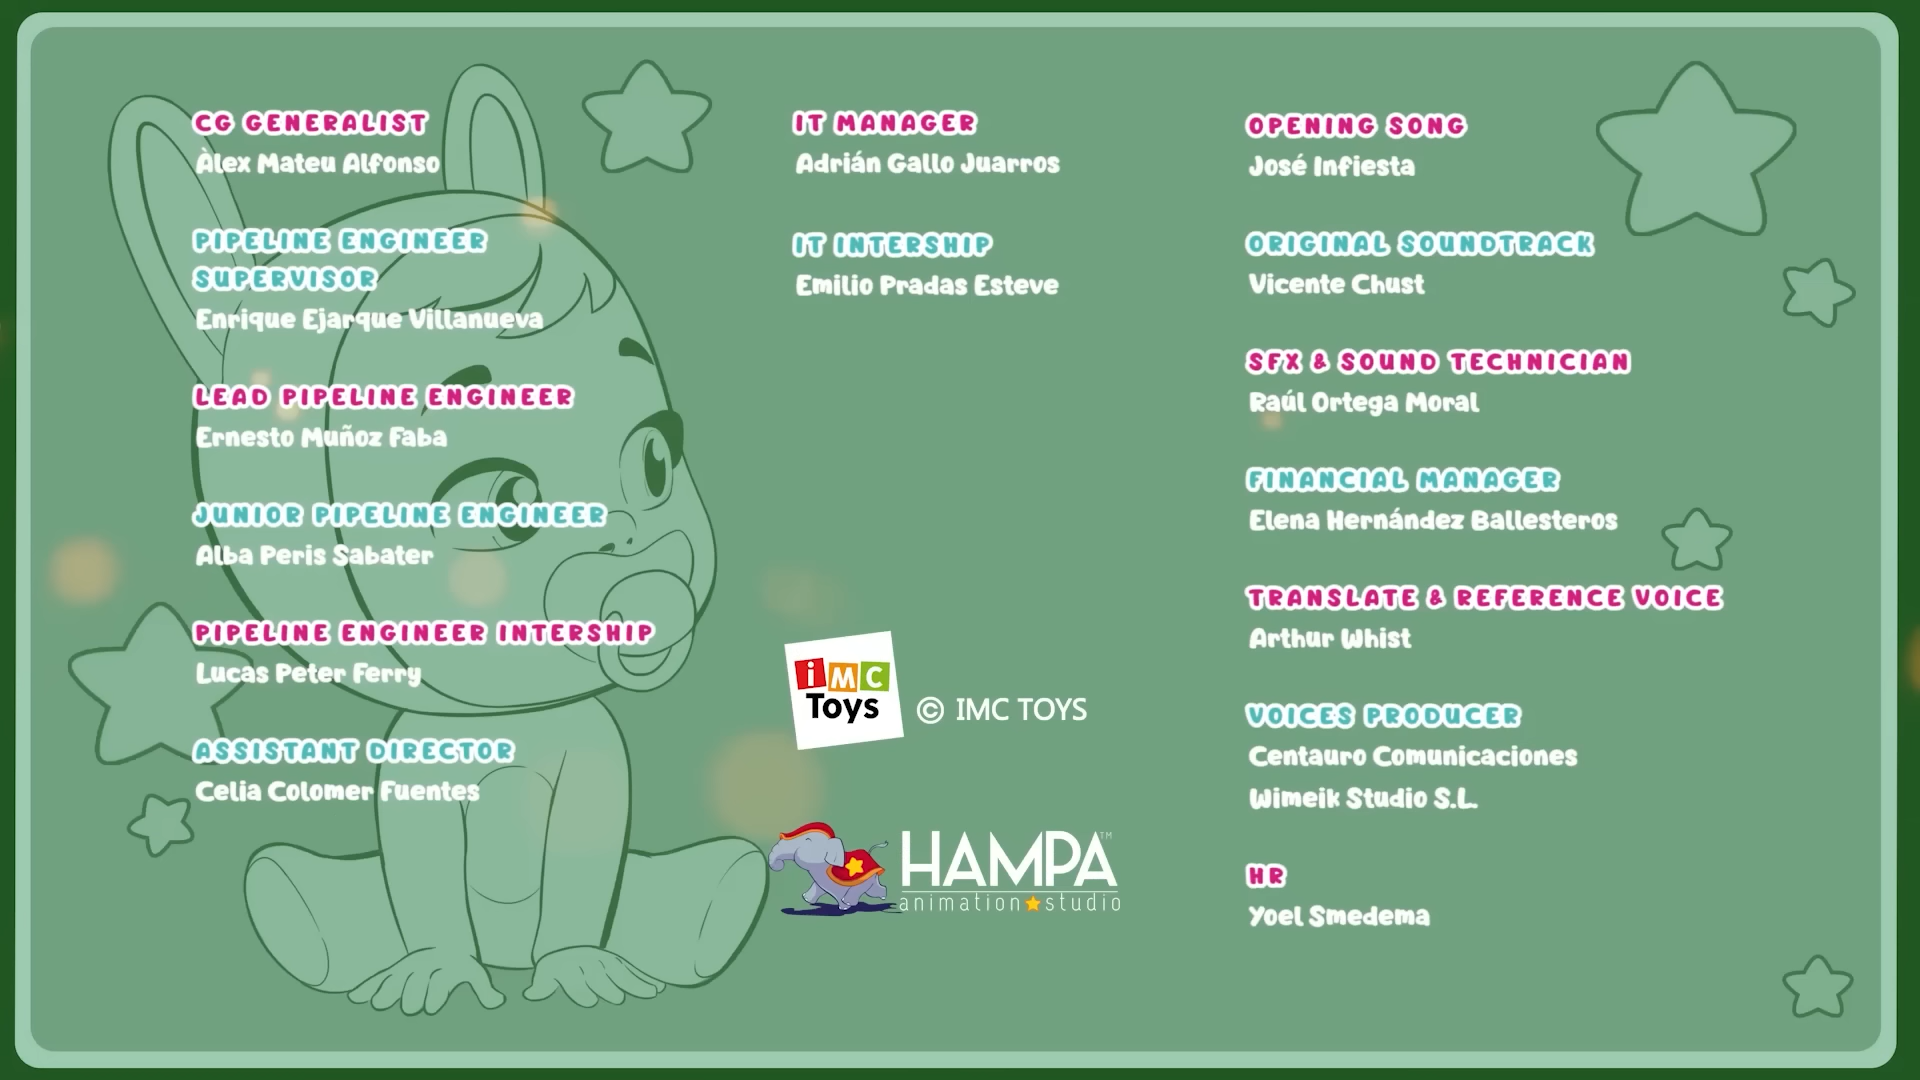 CG GENERALIST
Àlex Mateu Alfonso
PIPELINE ENGINEER
SUPERVISOR
Enrique Ejarque Villanueva
LEAD PIPELINE ENGINEER
Ernesto Muñoz Faba
JUNIOR PIPELINE ENGINEER
Alba Peris Sabater
PIPELINE ENGINEER INTERSHIP
Lucas Peter Ferry
ASSISTANT DIRECTOR
Celia Colomer Fuentes
IT MANAGER
Adrián Gallo Juarros
IT INTERSHIP
Emilio Pradas Esteve
iMC
Toys
© IMC TOYS
HAMPA™
animation studio
OPENING SONG
José Infiesta
ORIGINAL SOUNDTRACK
Vicente Chust
SFX & SOUND TECHNICIAN
Raúl Ortega Moral
FINANCIAL MANAGER
Elena Hernández Ballesteros
TRANSLATE & REFERENCE VOICE
Arthur Whist
VOICES PRODUCER
Centauro Comunicaciones
Wimeik Studio S.L.
HR
Yoel Smedema